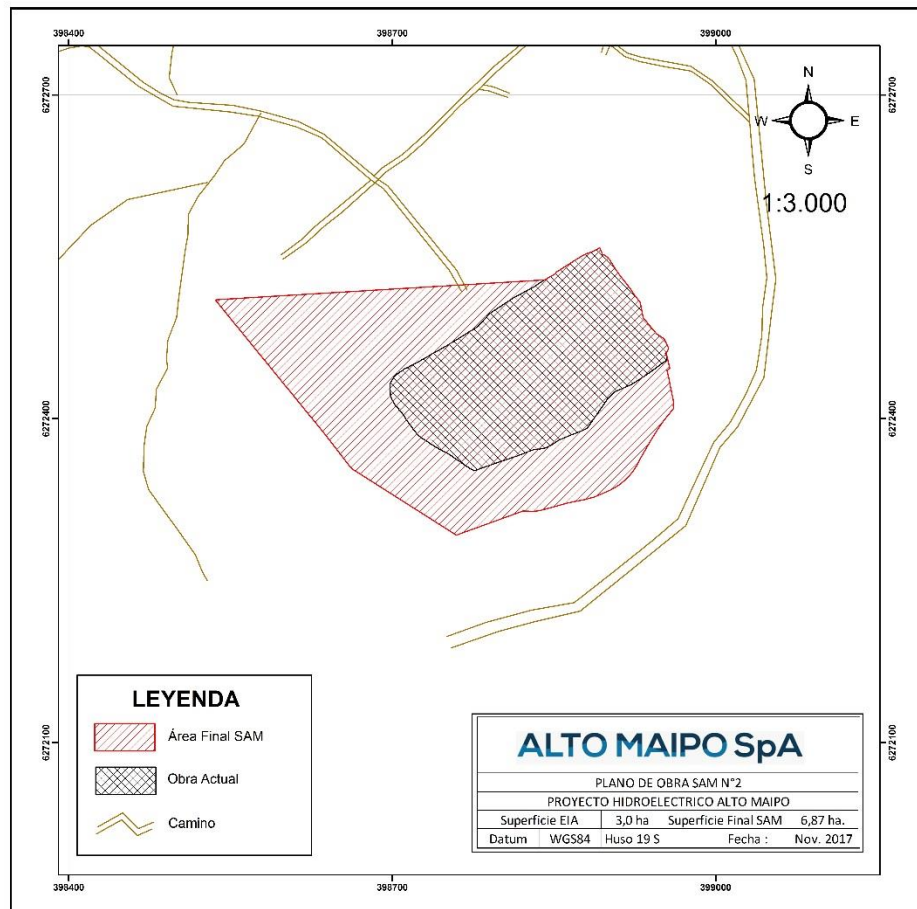 398400 398700 399000
6272700
6272400
6272100
N
W E
S
1:3.000
LEYENDA
Área Final SAM
Obra Actual
Camino
ALTO MAIPO SpA
PLANO DE OBRA SAM N°2
PROYECTO HIDROELECTRICO ALTO MAIPO
Superficie EIA 3,0 ha Superficie Final SAM 6,87 ha.
Datum WGS84 Huso 19 S Fecha : Nov. 2017
6272700
6272400
6272100
398400 398700 399000